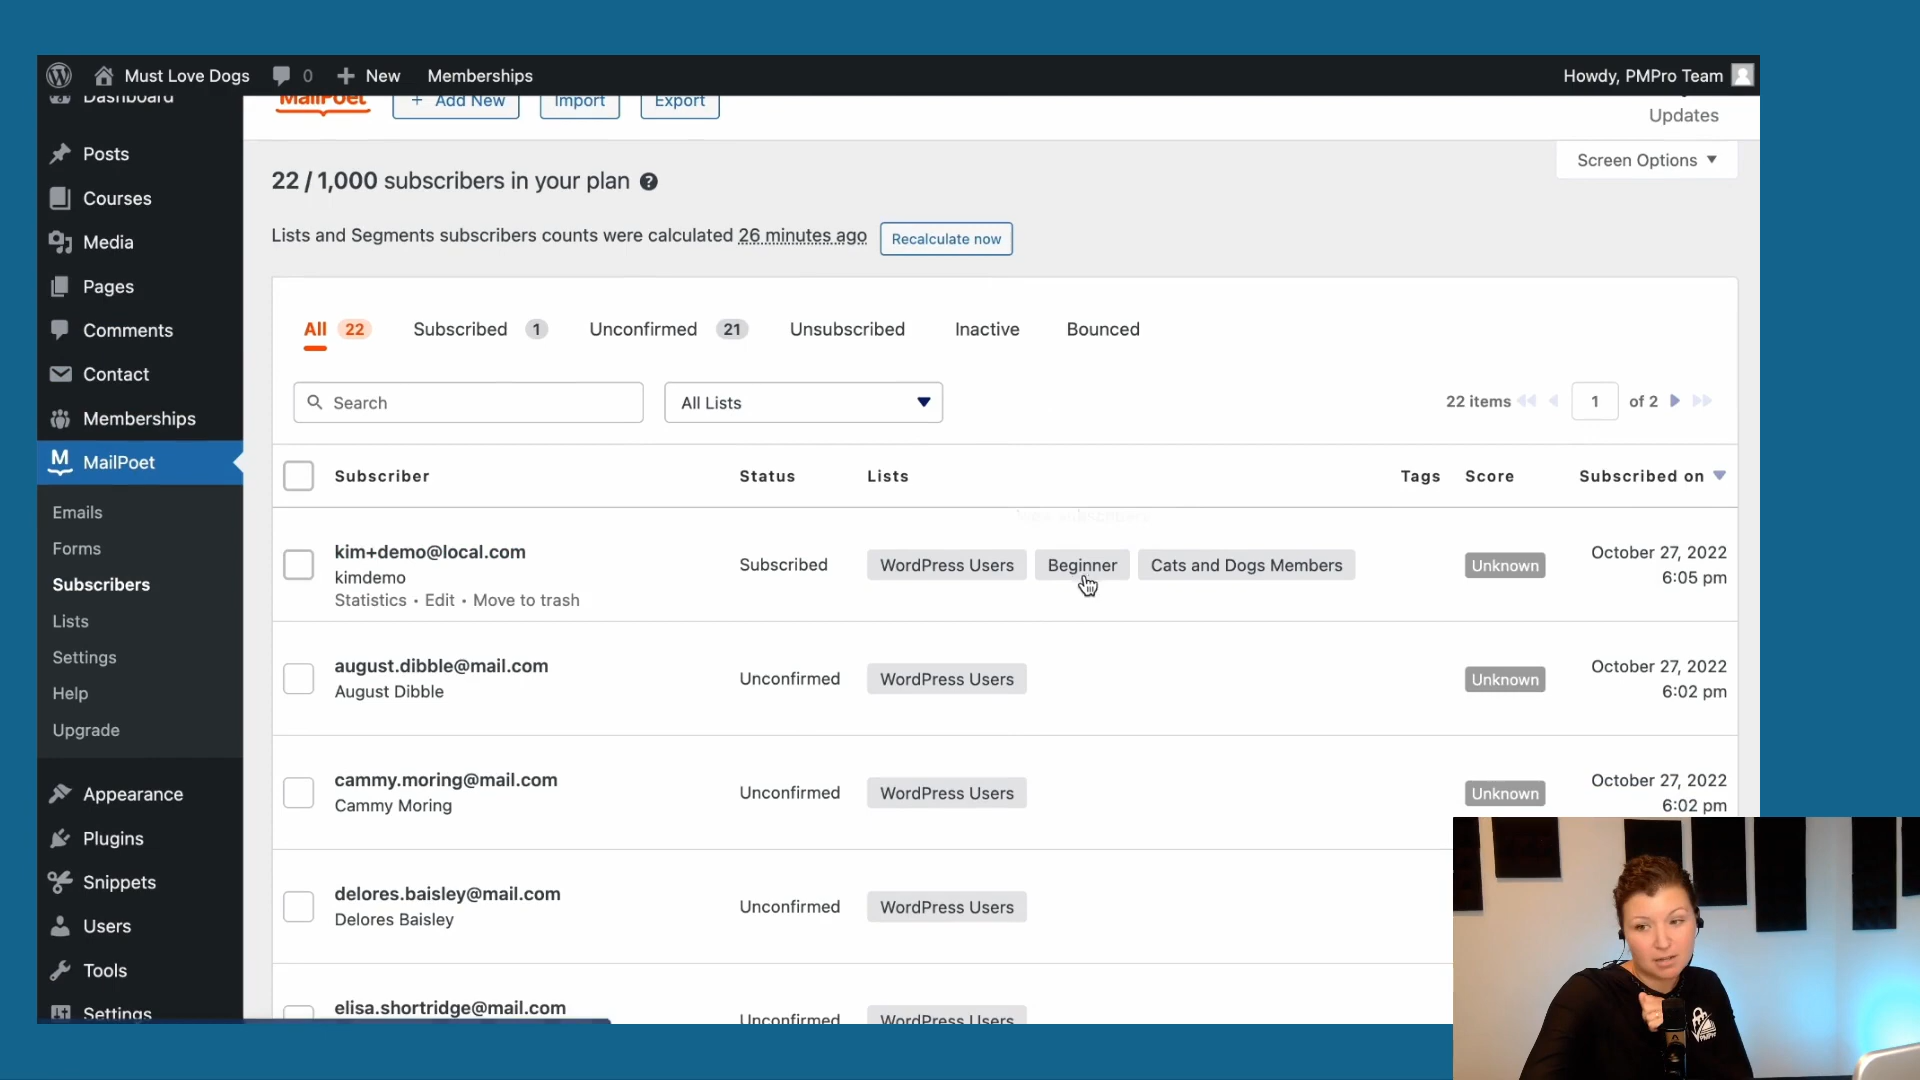 Must Love Dogs
0
New
Memberships
Howdy, PMPro Team
Dashboard
Posts
Courses
Media
Pages
Comments
Contact
Memberships
M
MailPoet
Emails
Forms
Subscribers
Lists
Settings
Help
Upgrade
Appearance
Plugins
Snippets
Users
Tools
Settings
MailPoet
+ Add New
Import
Export
Updates
Screen Options ▼
22 / 1,000 subscribers in your plan ?
Lists and Segments subscribers counts were calculated 26 minutes ago
Recalculate now
All 22
Subscribed 1
Unconfirmed 21
Unsubscribed
Inactive
Bounced
Search
All Lists
22 items
1
of 2
Subscriber Status Lists Tags Score Subscribed on
kim+demo@local.com
kimdemo
Statistics • Edit • Move to trash
Subscribed
WordPress Users
Beginner
Cats and Dogs Members
Unknown
October 27, 2022
6:05 pm
august.dibble@mail.com
August Dibble
Unconfirmed
WordPress Users
Unknown
October 27, 2022
6:02 pm
cammy.moring@mail.com
Cammy Moring
Unconfirmed
WordPress Users
Unknown
October 27, 2022
6:02 pm
delores.baisley@mail.com
Delores Baisley
Unconfirmed
WordPress Users
elisa.shortridge@mail.com
Unconfirmed
WordPress Users
PMPro